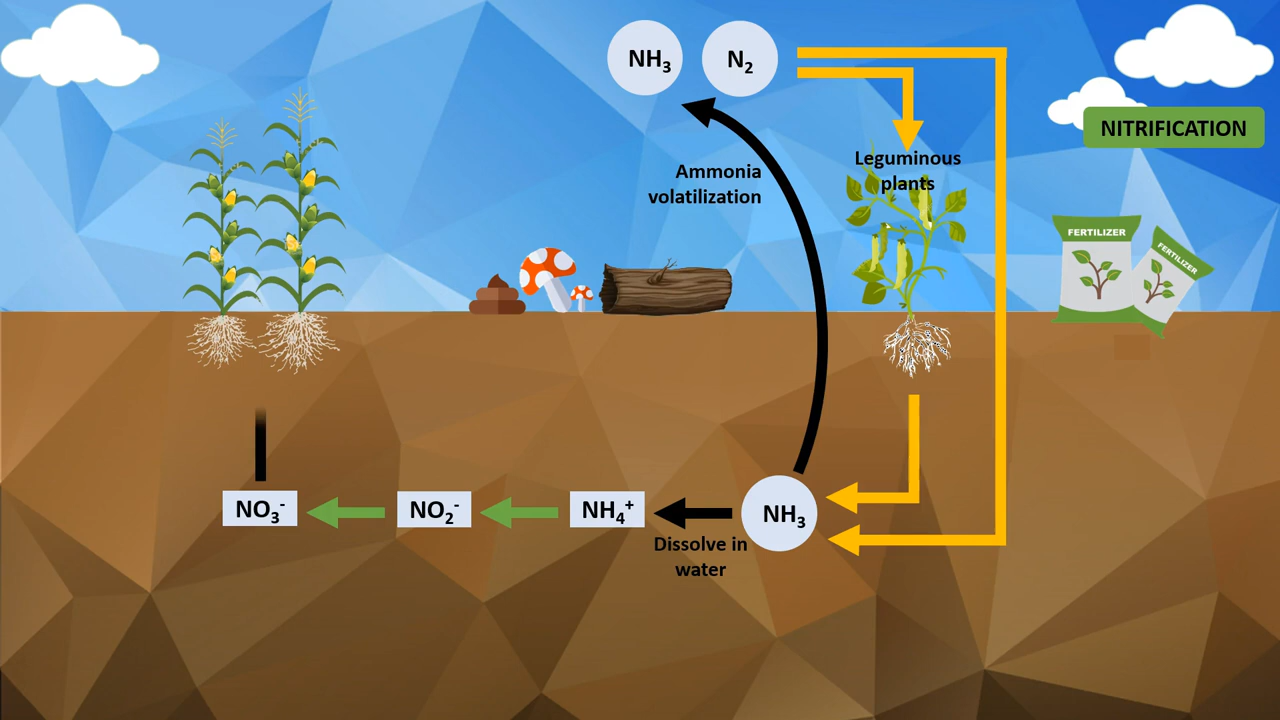 NH₃
N₂
NITRIFICATION
Ammonia
volatilization
Leguminous
plants
FERTILIZER
FERTILIZER
NO₃⁻
NO₂⁻
NH₄⁺
NH₃
Dissolve in
water